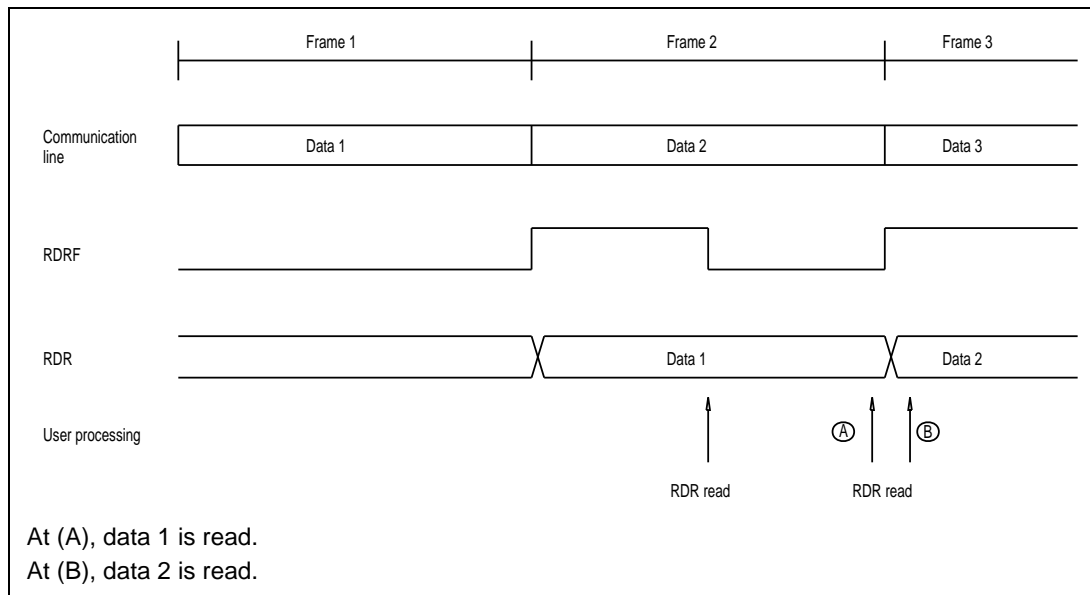 Frame 1 Frame 2 Frame 3
Communication
line
Data 1 Data 2 Data 3
RDRF
RDR Data 1 Data 2
User processing Ⓐ Ⓑ
RDR read RDR read
At (A), data 1 is read.
At (B), data 2 is read.